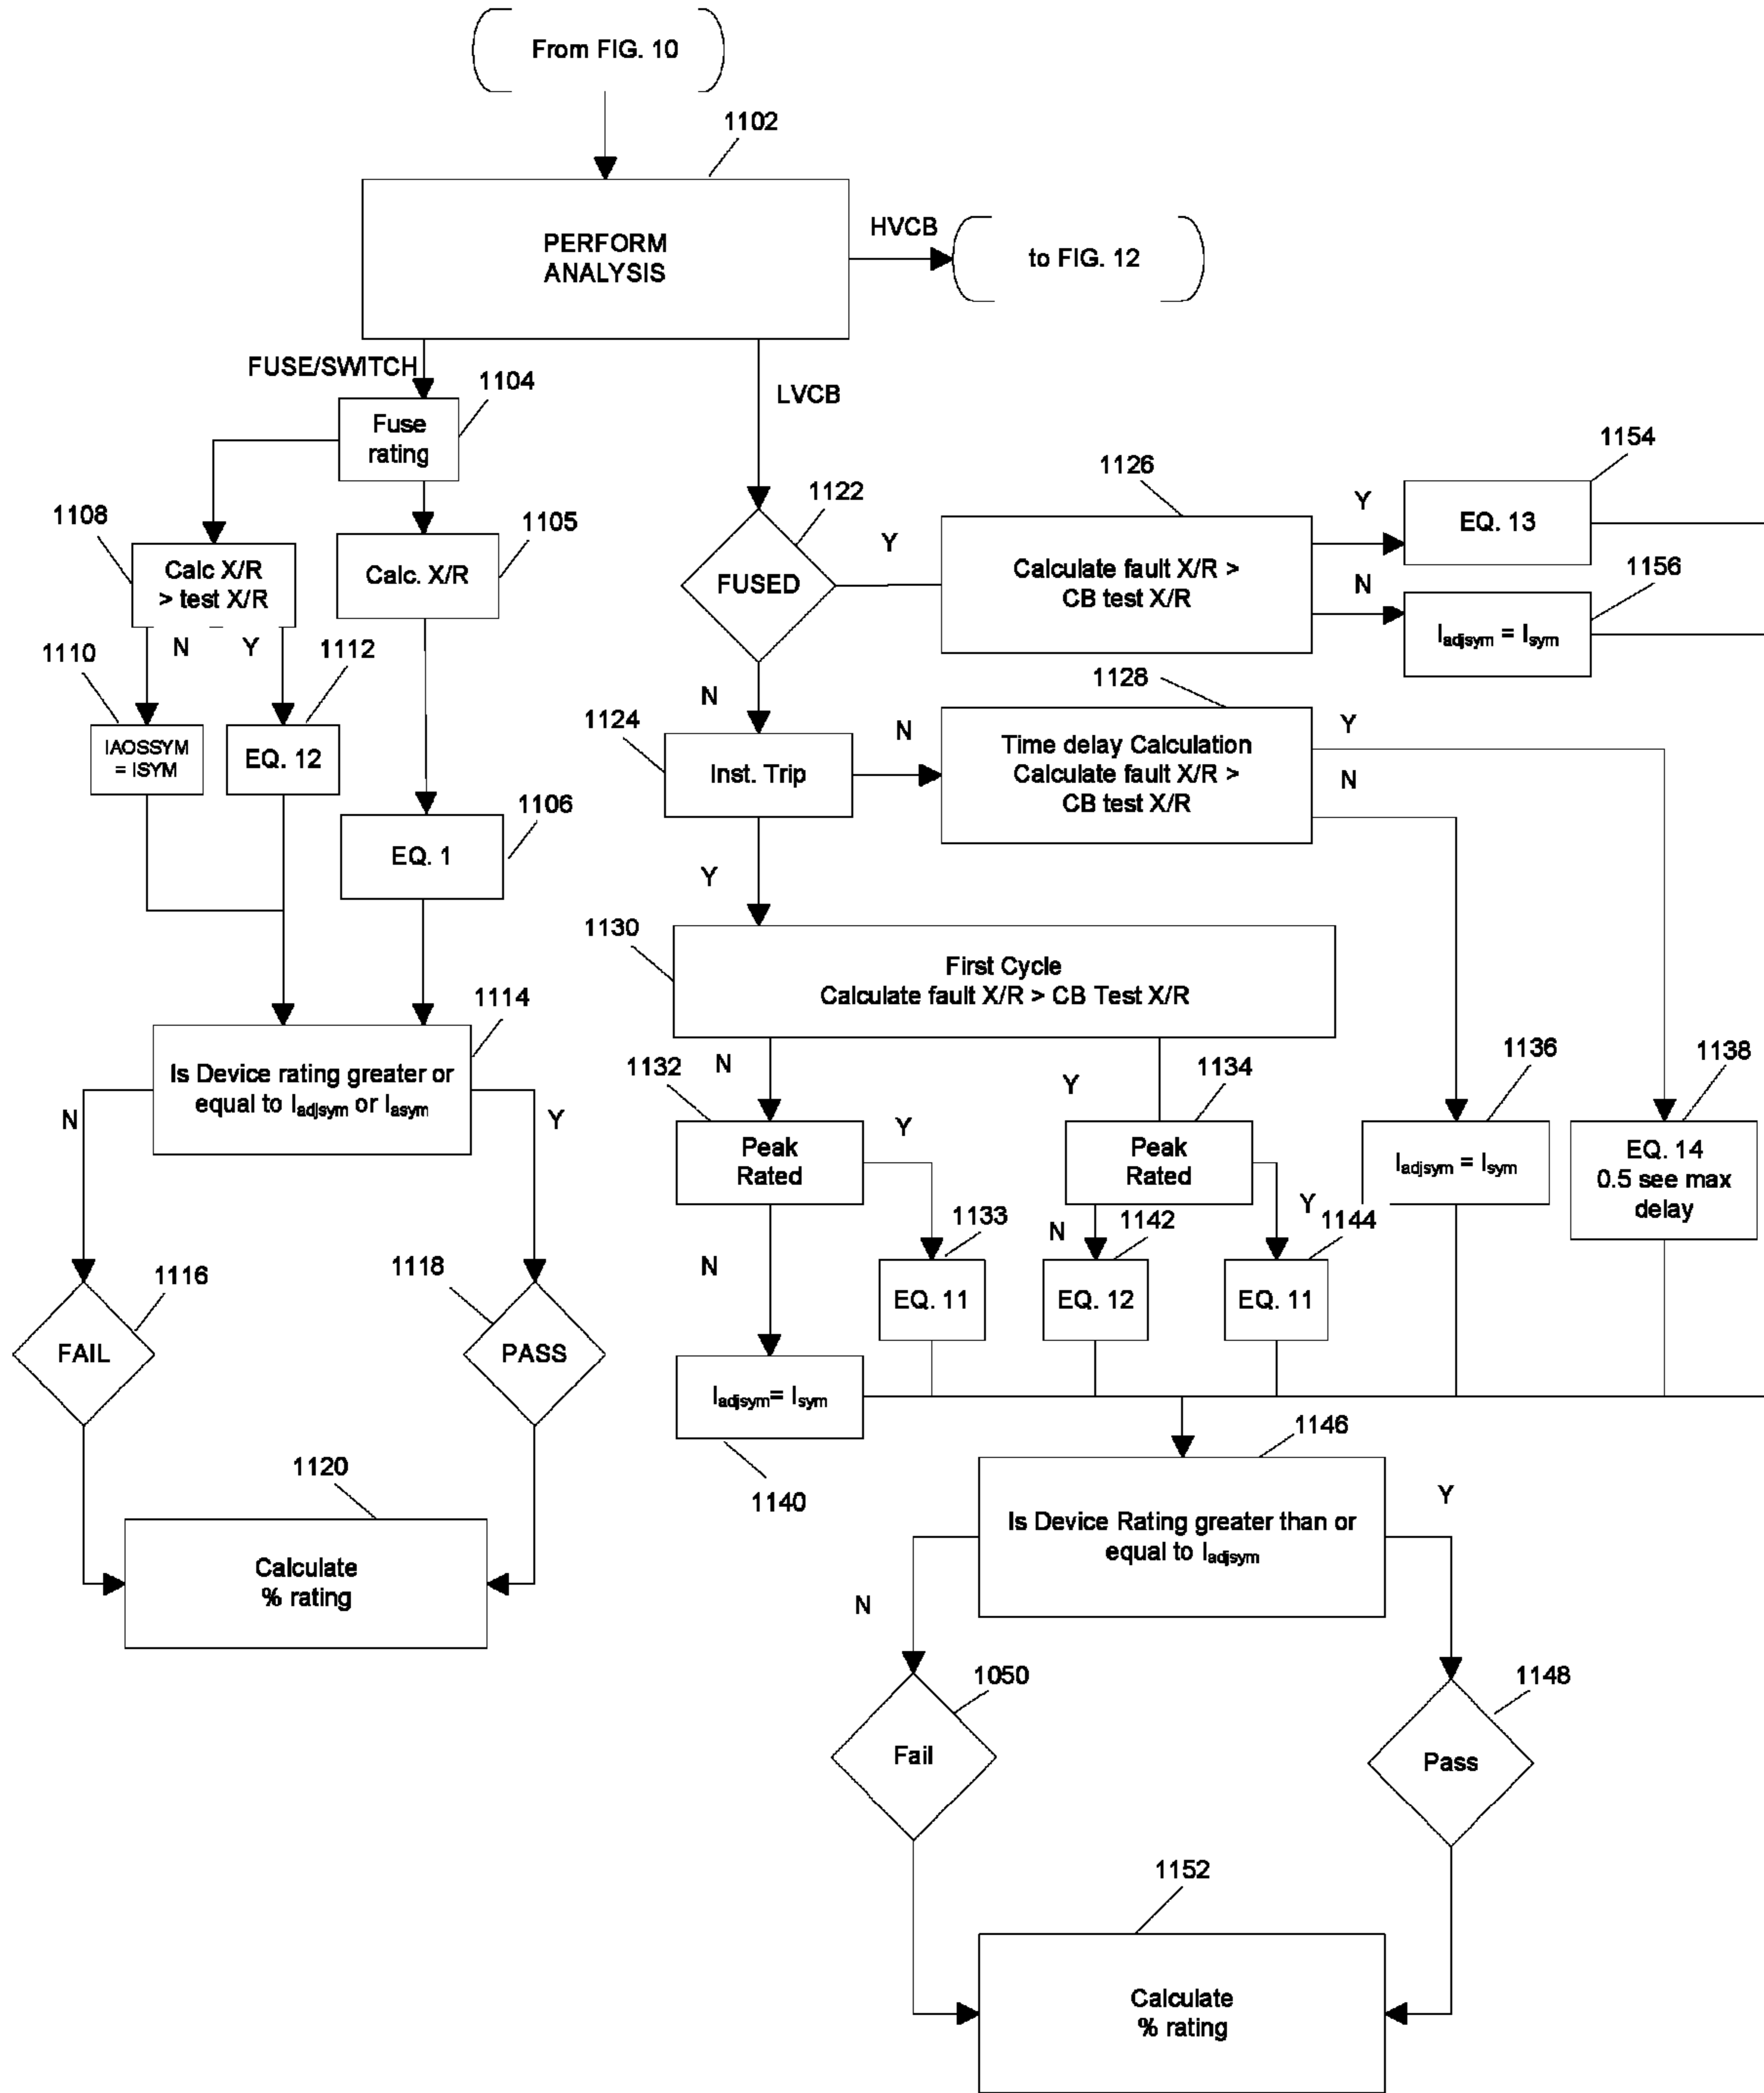 From FIG. 10
1102
PERFORM
ANALYSIS
HVCB
to FIG. 12
FUSE/SWITCH
LVCB
1104
Fuse
rating
1108
Calc X/R
> test X/R
1105
Calc. X/R
N
Y
1110
IAOSSYM
= ISYM
1112
EQ. 12
1106
EQ. 1
1114
Is Device rating greater or
equal to Iadjsym or Iasym
N
Y
1116
FAIL
1118
PASS
1120
Calculate
% rating
1122
FUSED
Y
N
1126
Calculate fault X/R >
CB test X/R
Y
N
1154
EQ. 13
1156
Iadjsym = Isym
1124
Inst. Trip
N
Y
1128
Time delay Calculation
Calculate fault X/R >
CB test X/R
Y
N
1130
First Cycle
Calculate fault X/R > CB Test X/R
N
Y
1132
Peak
Rated
Y
N
1134
Peak
Rated
N
Y
1136
Iadjsym = Isym
1138
EQ. 14
0.5 see max
delay
1133
EQ. 11
1142
EQ. 12
1144
EQ. 11
Iadjsym= Isym
1140
1146
Is Device Rating greater than or
equal to Iadjsym
N
Y
1050
Fail
1148
Pass
1152
Calculate
% rating